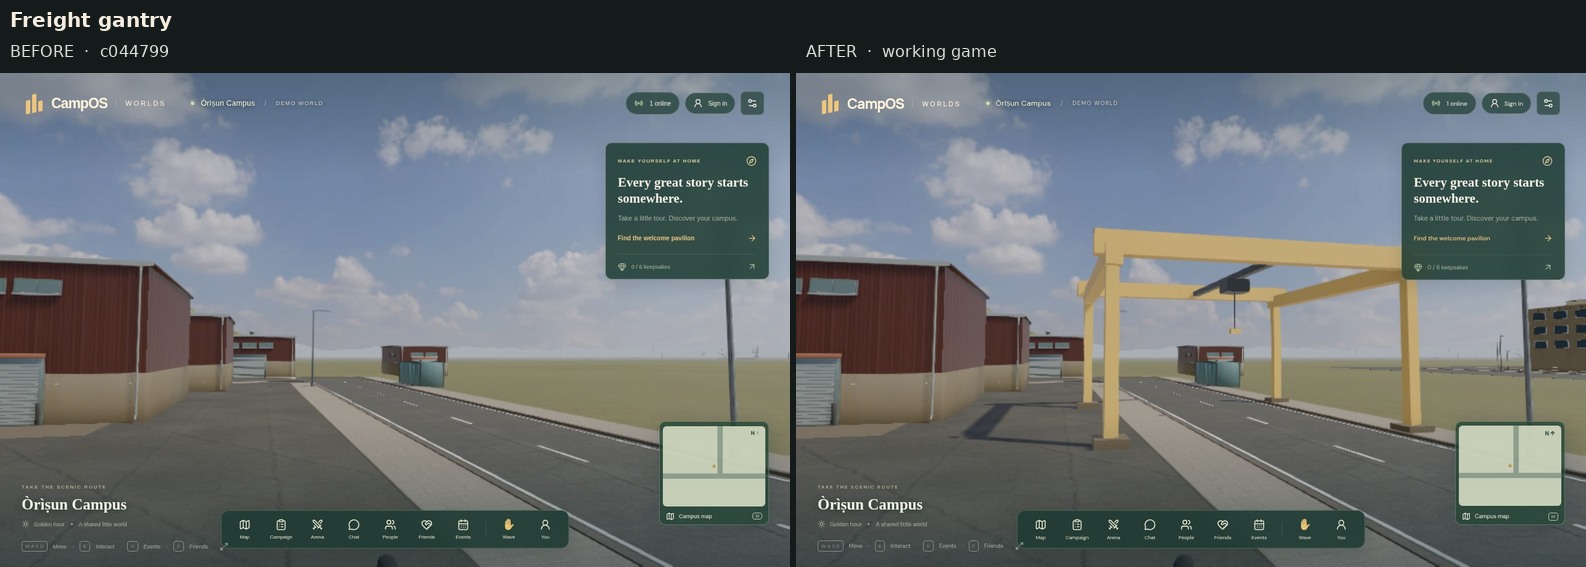 Freight gantry
BEFORE · c044799
AFTER · working game
CampOS | WORLDS
Òrìṣun Campus / DEMO WORLD
1 online
Sign in
MAKE YOURSELF AT HOME
Every great story starts
somewhere.
Take a little tour. Discover your campus.
Find the welcome pavilion
0 / 6 keepsakes
N ↑
Campus map
M
TAKE THE SCENIC ROUTE
Òrìṣun Campus
Golden hour • A shared little world
WASD Move · E Interact · V Events · F Friends
Map
Campaign
Arena
Chat
People
Friends
Events
Wave
You
CampOS | WORLDS
Òrìṣun Campus / DEMO WORLD
1 online
Sign in
MAKE YOURSELF AT HOME
Every great story starts
somewhere.
Take a little tour. Discover your campus.
Find the welcome pavilion
0 / 6 keepsakes
N ↑
Campus map
M
TAKE THE SCENIC ROUTE
Òrìṣun Campus
Golden hour • A shared little world
WASD Move · E Interact · V Events · F Friends
Map
Campaign
Arena
Chat
People
Friends
Events
Wave
You